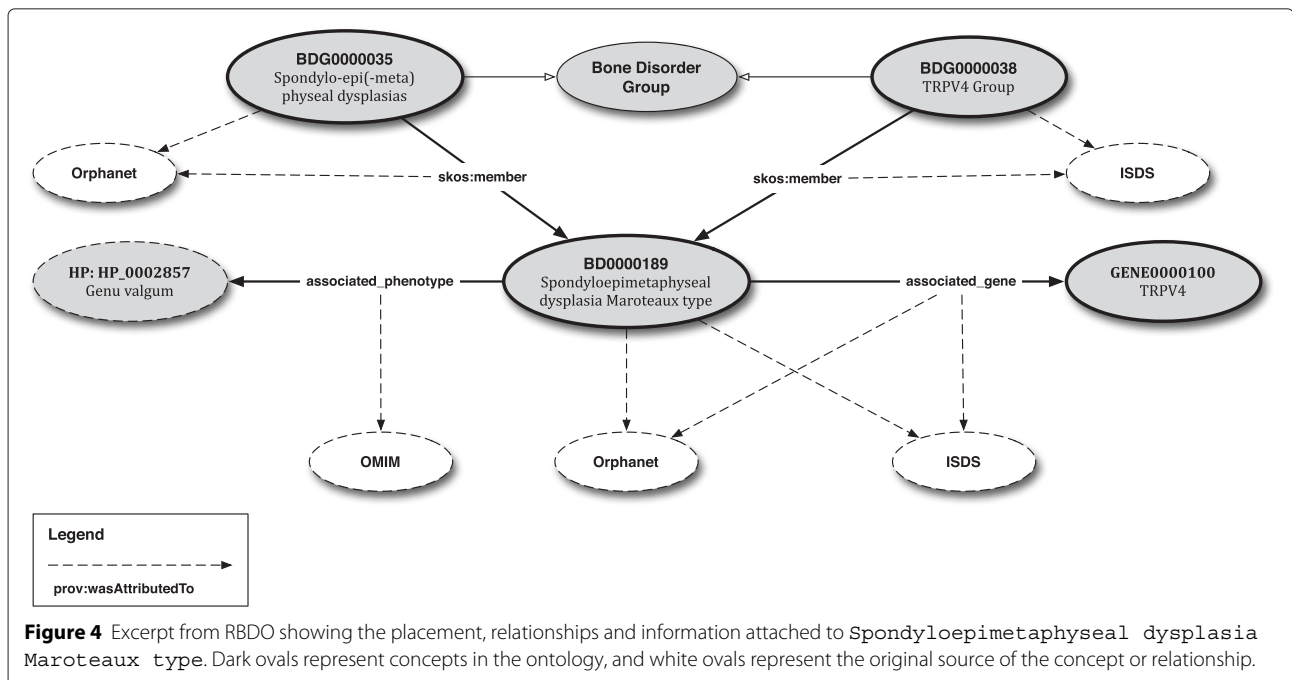 BDG0000035
Spondylo-epi(-meta)
physeal dysplasias
Bone Disorder
Group
BDG0000038
TRPV4 Group
Orphanet
skos:member
skos:member
ISDS
HP: HP_0002857
Genu valgum
associated_phenotype
BD0000189
Spondyloepimetaphyseal
dysplasia Maroteaux type
associated_gene
GENE0000100
TRPV4
OMIM
Orphanet
ISDS
Legend
prov:wasAttributedTo
Figure 4 Excerpt from RBDO showing the placement, relationships and information attached to Spondyloepimetaphyseal dysplasia
Maroteaux type. Dark ovals represent concepts in the ontology, and white ovals represent the original source of the concept or relationship.